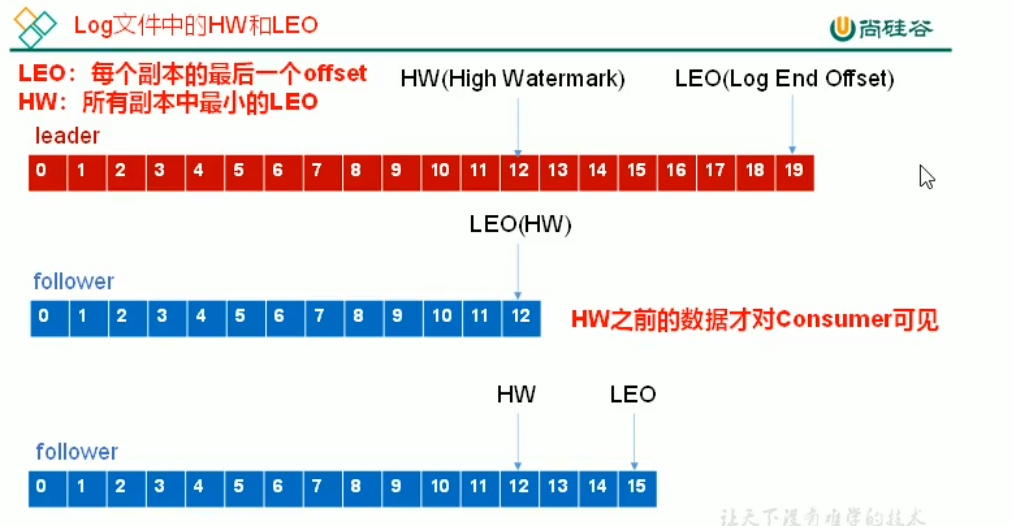 Log文件中的HW和LEO
尚硅谷
LEO：每个副本的最后一个offset
HW：所有副本中最小的LEO
HW(High Watermark)
LEO(Log End Offset)
leader
0 1 2 3 4 5 6 7 8 9 10 11 12 13 14 15 16 17 18 19
LEO(HW)
follower
0 1 2 3 4 5 6 7 8 9 10 11 12
HW之前的数据才对Consumer可见
HW
LEO
follower
0 1 2 3 4 5 6 7 8 9 10 11 12 13 14 15
让天下没有难学的技术